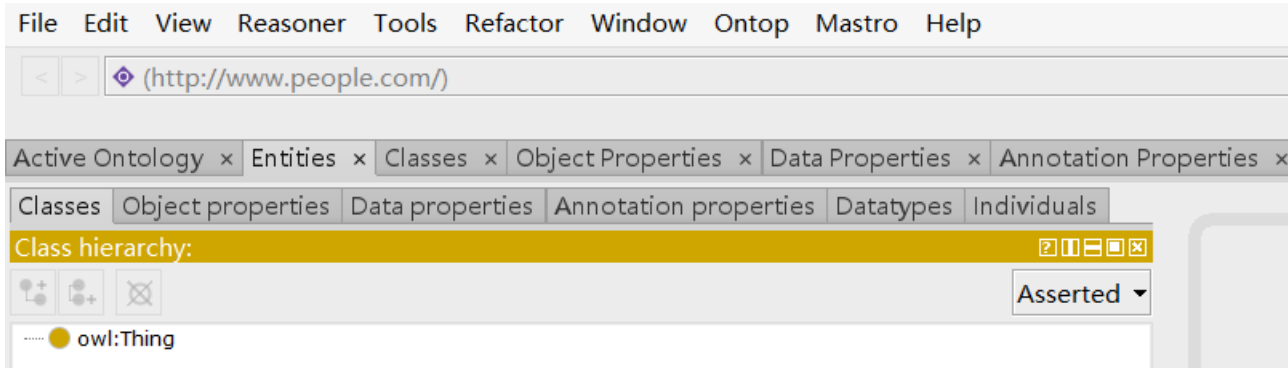 File Edit View Reasoner Tools Refactor Window Ontop Mastro Help
< > (http://www.people.com/)
Active Ontology × Entities × Classes × Object Properties × Data Properties × Annotation Properties ×
Classes Object properties Data properties Annotation properties Datatypes Individuals
Class hierarchy:
Asserted
owl:Thing